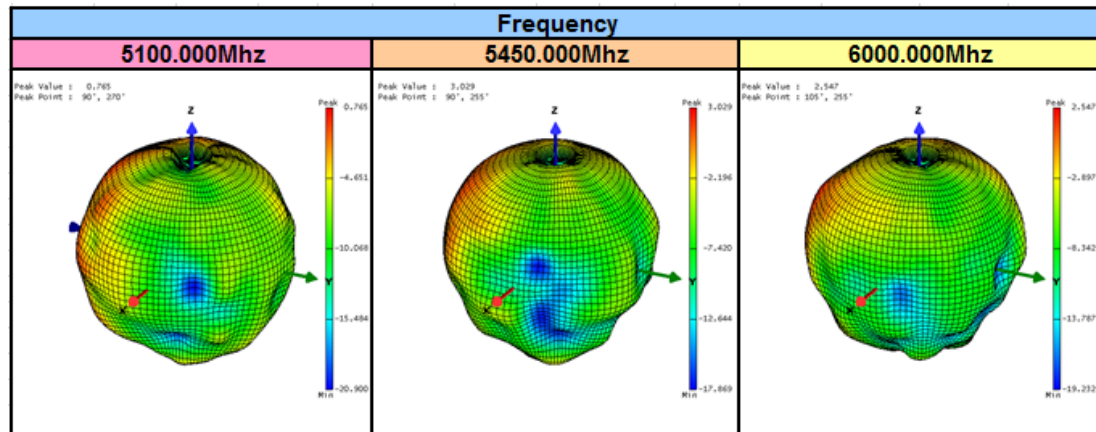 Frequency
5100.000Mhz
5450.000Mhz
6000.000Mhz
Peak Value : 0.765
Peak Point : 90', 270'
Peak
0.765
-4.651
-10.068
-15.484
-20.900
Min
Z
X
Y
Peak Value : 3.029
Peak Point : 90', 255'
Peak
3.029
-2.196
-7.420
-12.644
-17.869
Min
Z
X
Y
Peak Value : 2.547
Peak Point : 105', 255'
Peak
2.547
-2.897
-8.342
-13.787
-19.232
Min
Z
X
Y